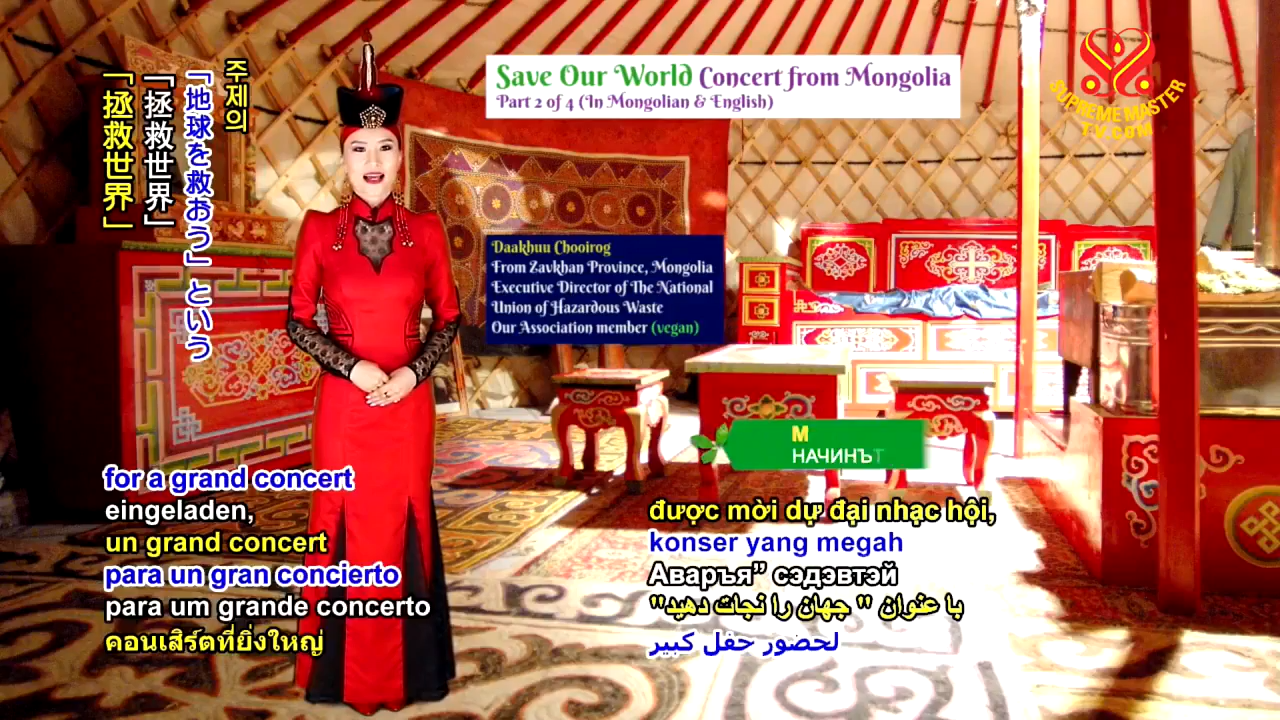 Save Our World Concert from Mongolia
Part 2 of 4 (In Mongolian & English)
SUPREME MASTER
TV.COM
주제의
「地球を救おう」という
「拯救世界」
「拯救世界」
Daakhuu Chooirog
From Zavkhan Province, Mongolia
Executive Director of The National
Union of Hazardous Waste
Our Association member (vegan)
М
НАЧИНЪТ
for a grand concert
eingeladen,
un grand concert
para un gran concierto
para um grande concerto
คอนเสิร์ตที่ยิ่งใหญ่
được mời dự đại nhạc hội,
konser yang megah
Аваръя” сэдэвтэй
با عنوان " جهان را نجات دهید"
لحضور حفل كبير